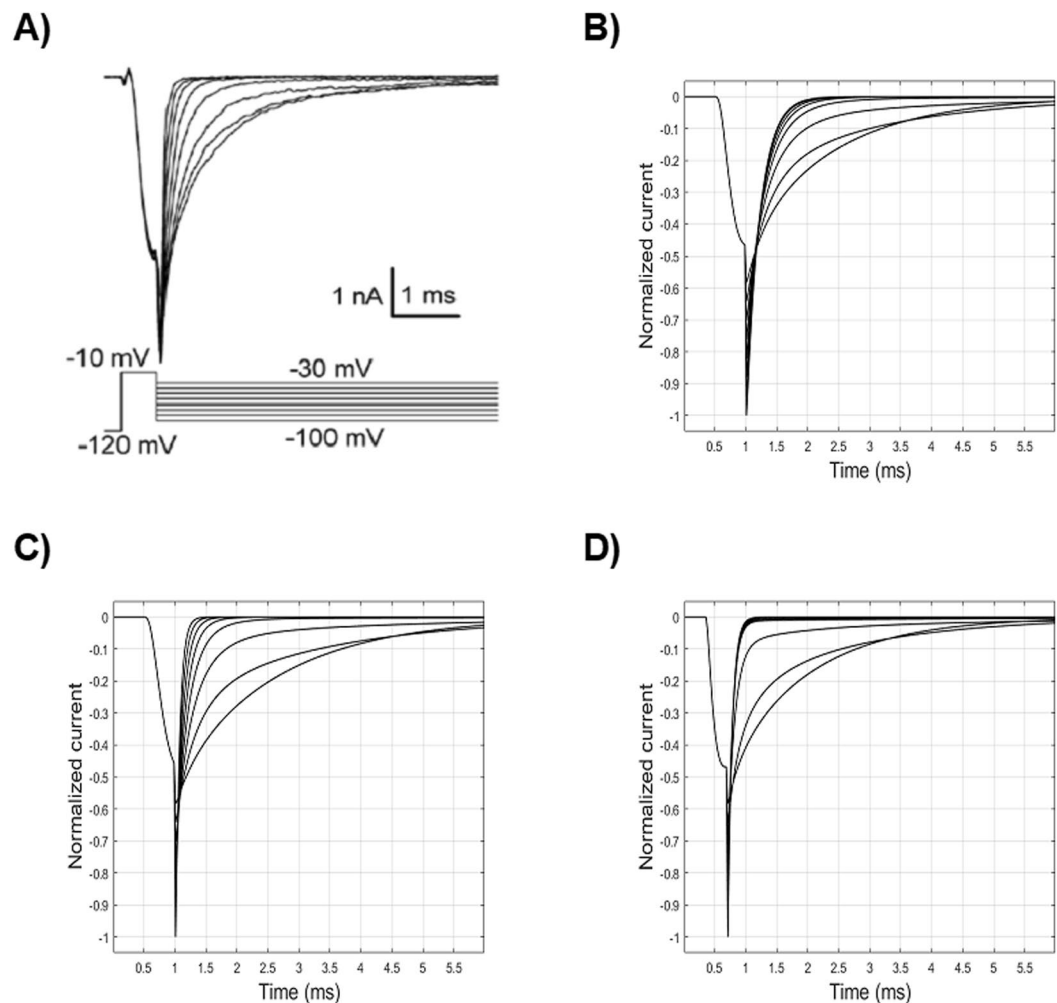 A)
1 nA
1 ms
-10 mV
-30 mV
-120 mV
-100 mV
B)
0
-0.1
-0.2
-0.3
-0.4
-0.5
-0.6
-0.7
-0.8
-0.9
-1
Normalized current
0.5 1 1.5 2 2.5 3 3.5 4 4.5 5 5.5
Time (ms)
C)
0
-0.1
-0.2
-0.3
-0.4
-0.5
-0.6
-0.7
-0.8
-0.9
-1
Normalized current
0.5 1 1.5 2 2.5 3 3.5 4 4.5 5 5.5
Time (ms)
D)
0
-0.1
-0.2
-0.3
-0.4
-0.5
-0.6
-0.7
-0.8
-0.9
-1
Normalized current
0.5 1 1.5 2 2.5 3 3.5 4 4.5 5 5.5
Time (ms)